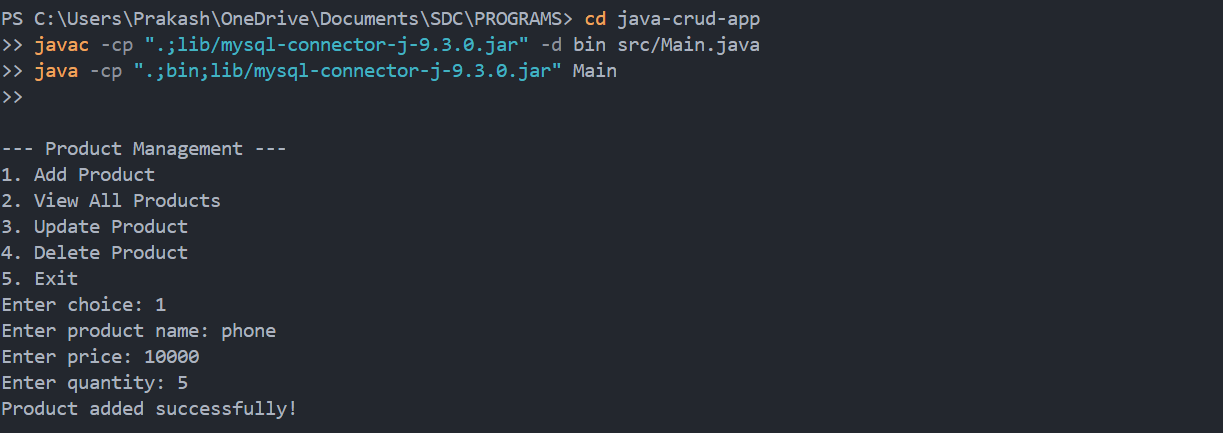 PS C:\Users\Prakash\OneDrive\Documents\SDC\PROGRAMS> cd java-crud-app
>> javac -cp ".;lib/mysql-connector-j-9.3.0.jar" -d bin src/Main.java
>> java -cp ".;bin;lib/mysql-connector-j-9.3.0.jar" Main
>>
--- Product Management ---
1. Add Product
2. View All Products
3. Update Product
4. Delete Product
5. Exit
Enter choice: 1
Enter product name: phone
Enter price: 10000
Enter quantity: 5
Product added successfully!